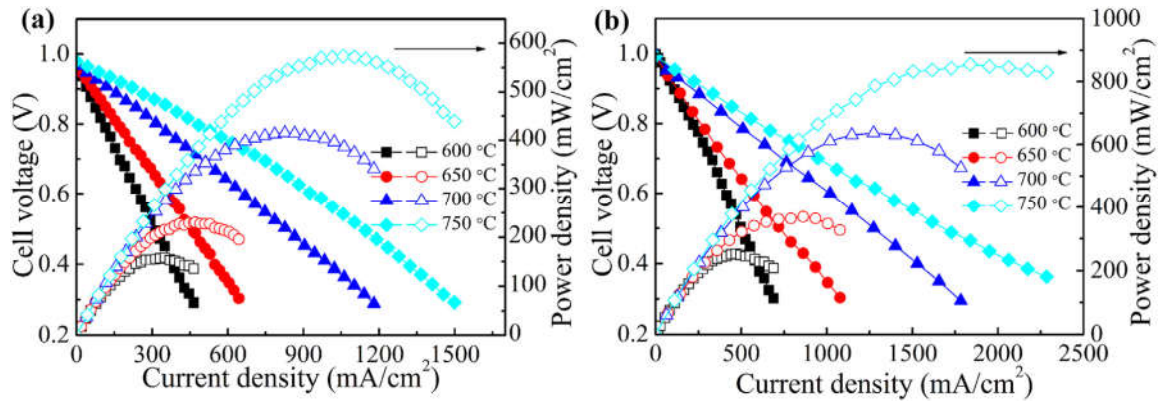 (a)
Cell voltage (V)
1.0
0.8
0.6
0.4
0.2
600 °C
650 °C
700 °C
750 °C
600
500
400
300
200
100
0
Power density (mW/cm²)
0 300 600 900 1200 1500
Current density (mA/cm²)
(b)
Cell voltage (V)
1.0
0.8
0.6
0.4
0.2
600 °C
650 °C
700 °C
750 °C
1000
800
600
400
200
0
Power density (mW/cm²)
0 500 1000 1500 2000 2500
Current density (mA/cm²)